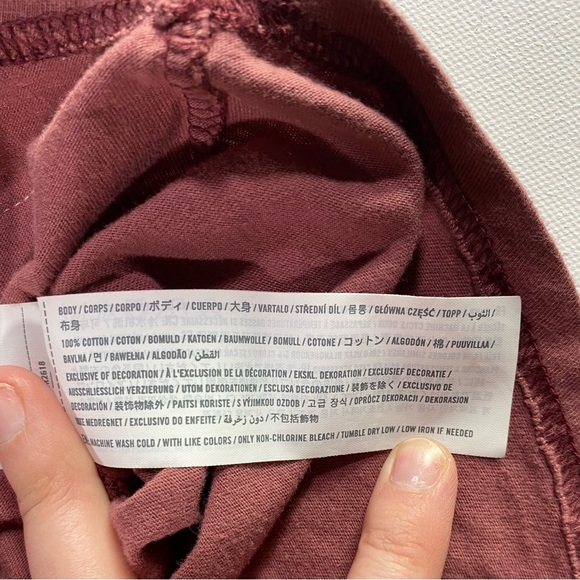 BODY / CORPS / CORPO / ボディ / CUERPO / 大身 / VARTALO / STŘEDNÍ DÍL / 몸통 / GŁÓWNA CZĘŚĆ / TOPP / الثوب /
布身
100% COTTON / COTON / BOMULD / KATOEN / BAUMWOLLE / BOMULL / COTONE / コットン / ALGODÓN / 棉 / PUUVILLAA /
BAVLNA / 면 / BAWEŁNA / ALGODÃO / القطن
EXCLUSIVE OF DECORATION / À L'EXCLUSION DE LA DÉCORATION / EKSKL. DEKORATION / EXCLUSIEF DECORATIE /
AUSSCHLIESSLICH VERZIERUNG / UTOM DEKORATIONEN / ESCLUSA DECORAZIONE / 装飾を除く / EXCLUSIVO DE
DECORACIÓN / 装饰物除外 / PAITSI KORISTE / S VÝJIMKOU OZDOB / 고급 장식 / OPRÓCZ DEKORACJI / DEKORASJON
MEDREGNET / EXCLUSIVO DO ENFEITE / دون زخرفة / 不包括飾物
MACHINE WASH COLD / WITH LIKE COLORS / ONLY NON-CHLORINE BLEACH / TUMBLE DRY LOW / LOW IRON IF NEEDED